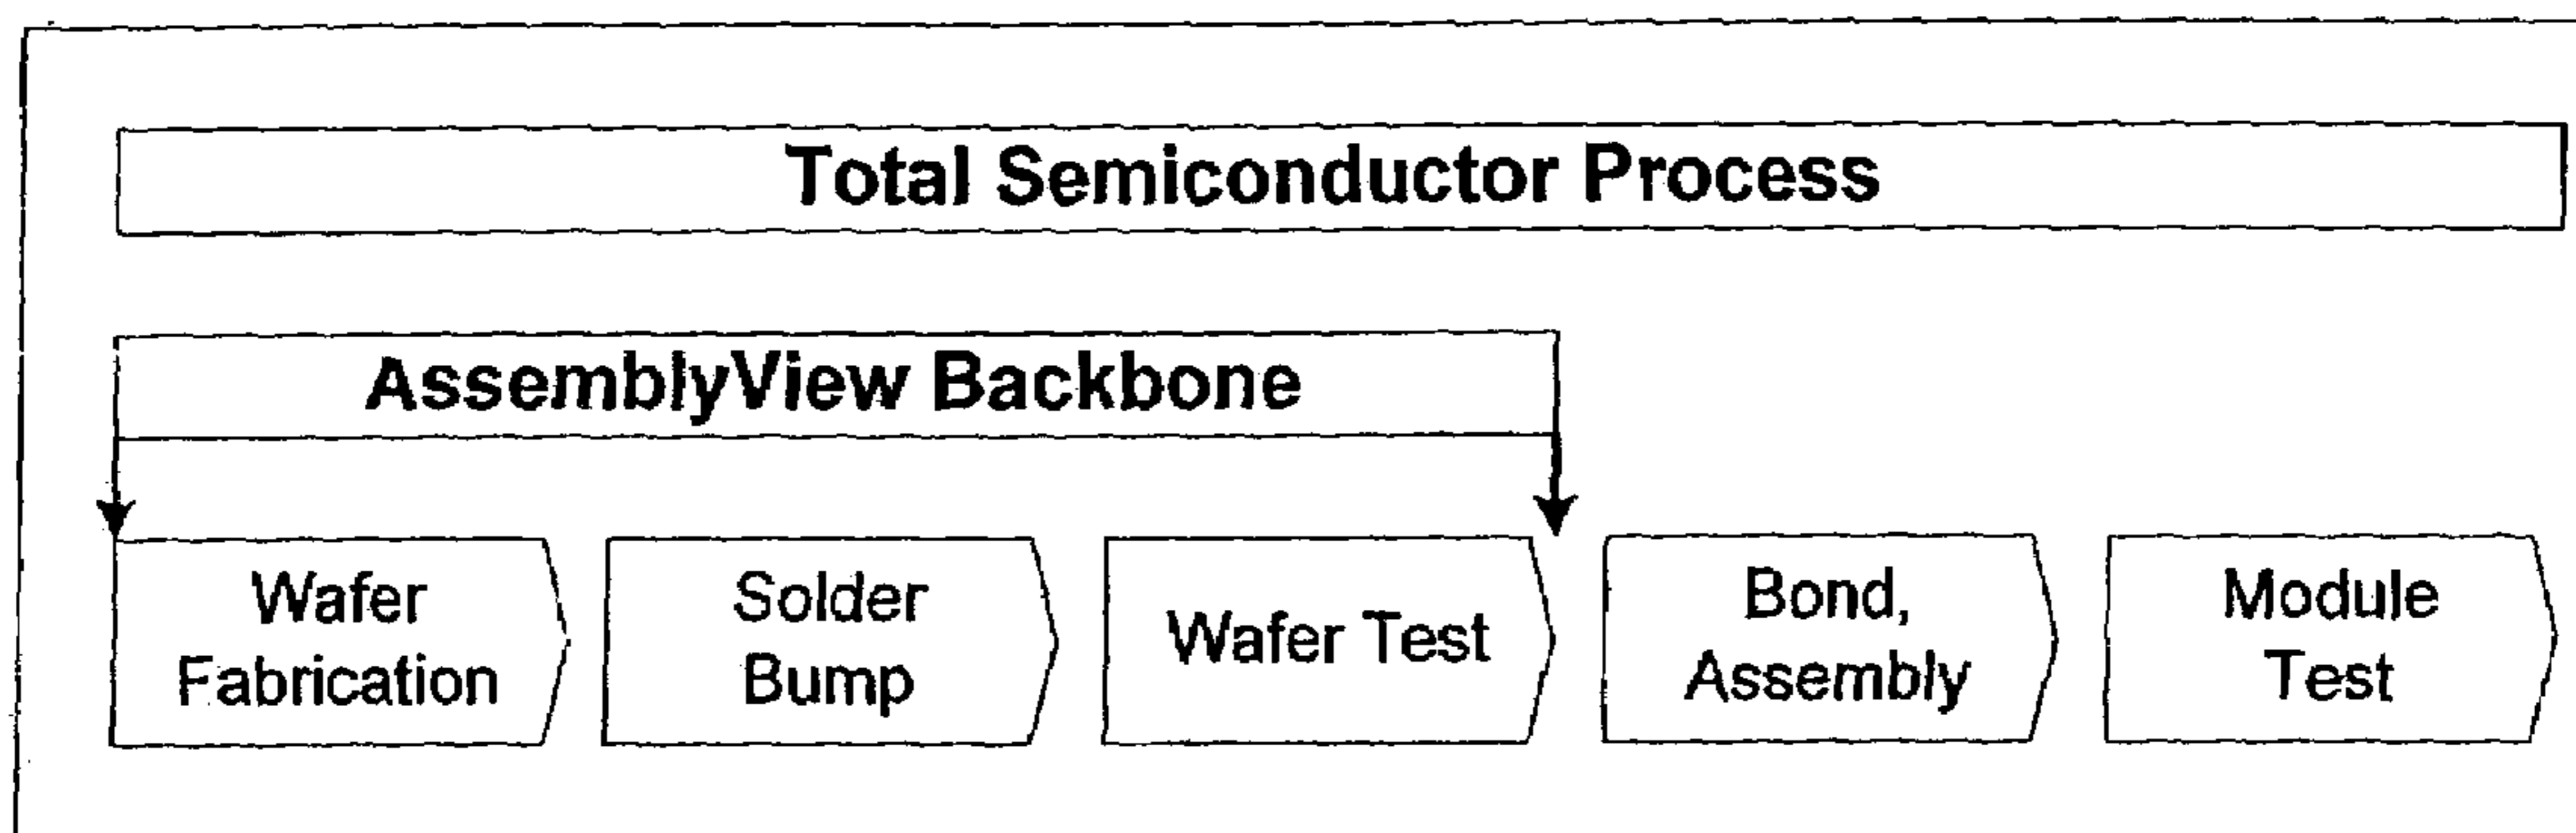 Total Semiconductor Process
AssemblyView Backbone
Wafer
Fabrication
Solder
Bump
Wafer Test
Bond,
Assembly
Module
Test